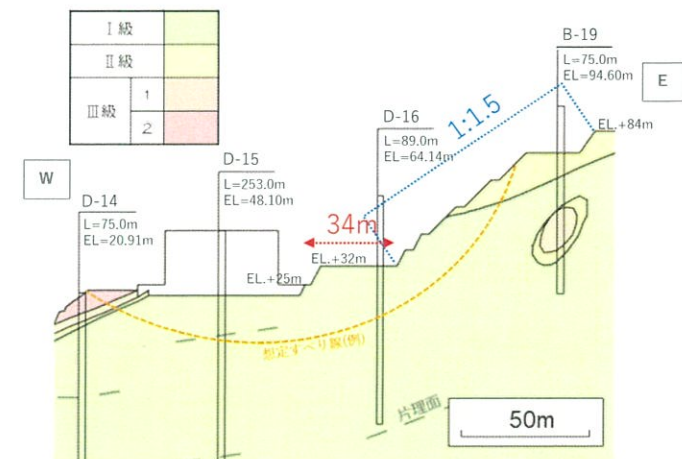 Ⅰ級
Ⅱ級
Ⅲ級
1
2
W
E
D-14
L=75.0m
EL=20.91m
D-15
L=253.0m
EL=48.10m
D-16
L=89.0m
EL=64.14m
B-19
L=75.0m
EL=94.60m
1:1.5
34m
EL.+84m
EL.+32m
EL.+25m
想定すべり線(例)
片理面
50m